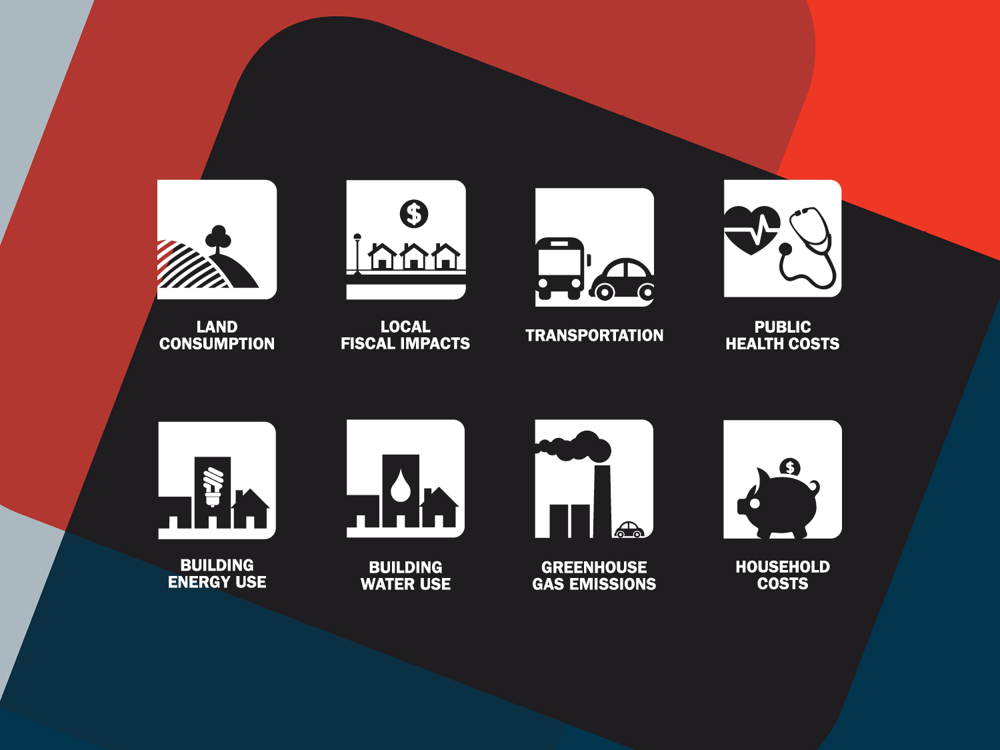 $
LAND
CONSUMPTION
LOCAL
FISCAL IMPACTS
TRANSPORTATION
PUBLIC
HEALTH COSTS
$
BUILDING
ENERGY USE
BUILDING
WATER USE
GREENHOUSE
GAS EMISSIONS
HOUSEHOLD
COSTS